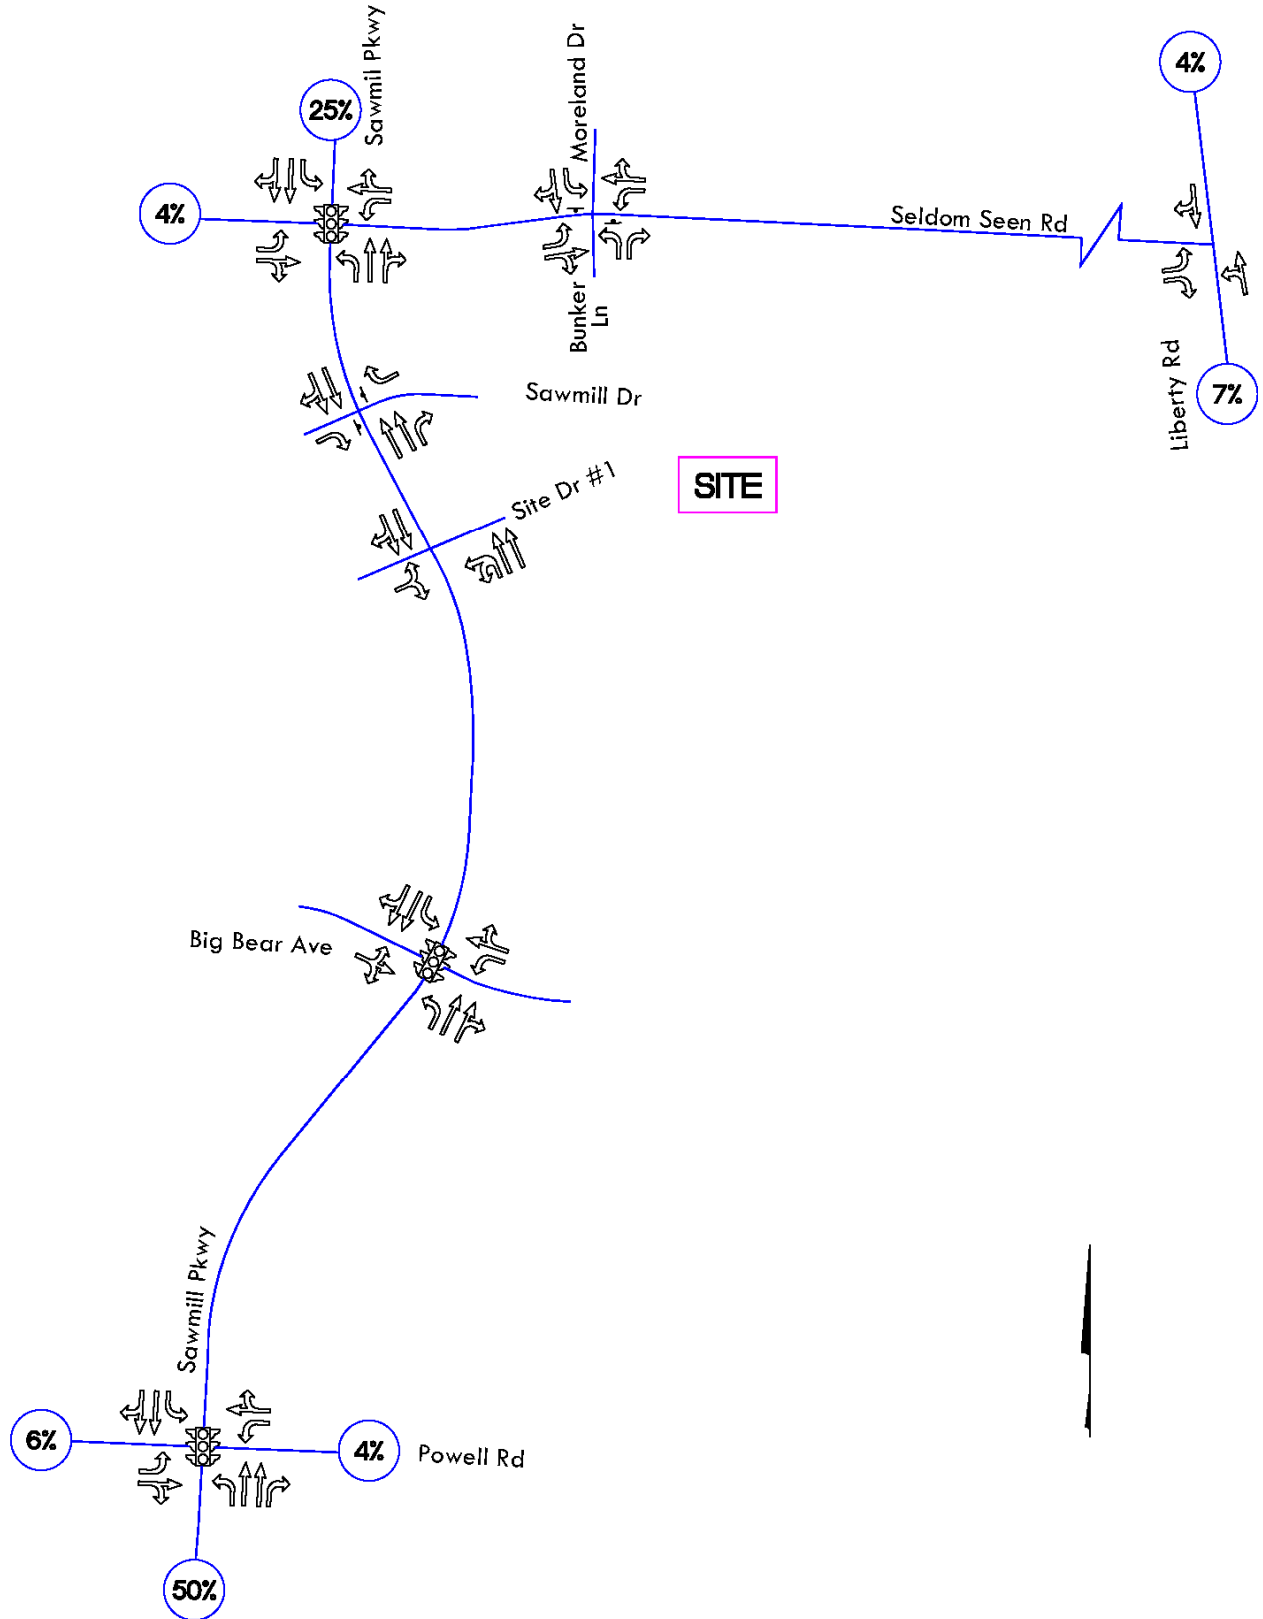 Sawmil Pkwy
Moreland Dr
4%
25%
4%
Seldom Seen Rd
Bunker
Ln
Liberty Rd
7%
Sawmill Dr
SITE
Site Dr #1
Big Bear Ave
Sawmill Pkwy
6%
4%
Powell Rd
50%